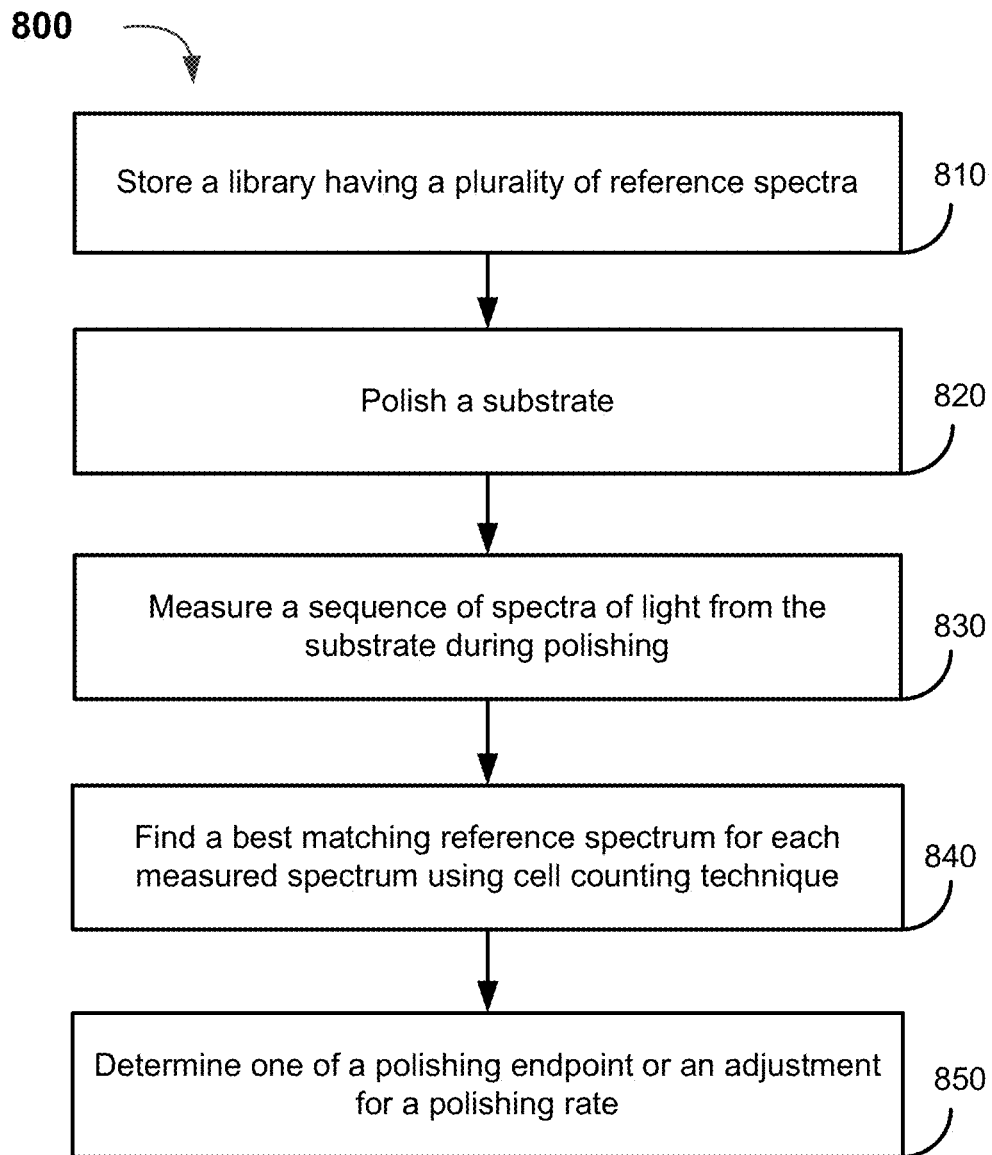 800
Store a library having a plurality of reference spectra
810
Polish a substrate
820
Measure a sequence of spectra of light from the
substrate during polishing
830
Find a best matching reference spectrum for each
measured spectrum using cell counting technique
840
Determine one of a polishing endpoint or an adjustment
for a polishing rate
850